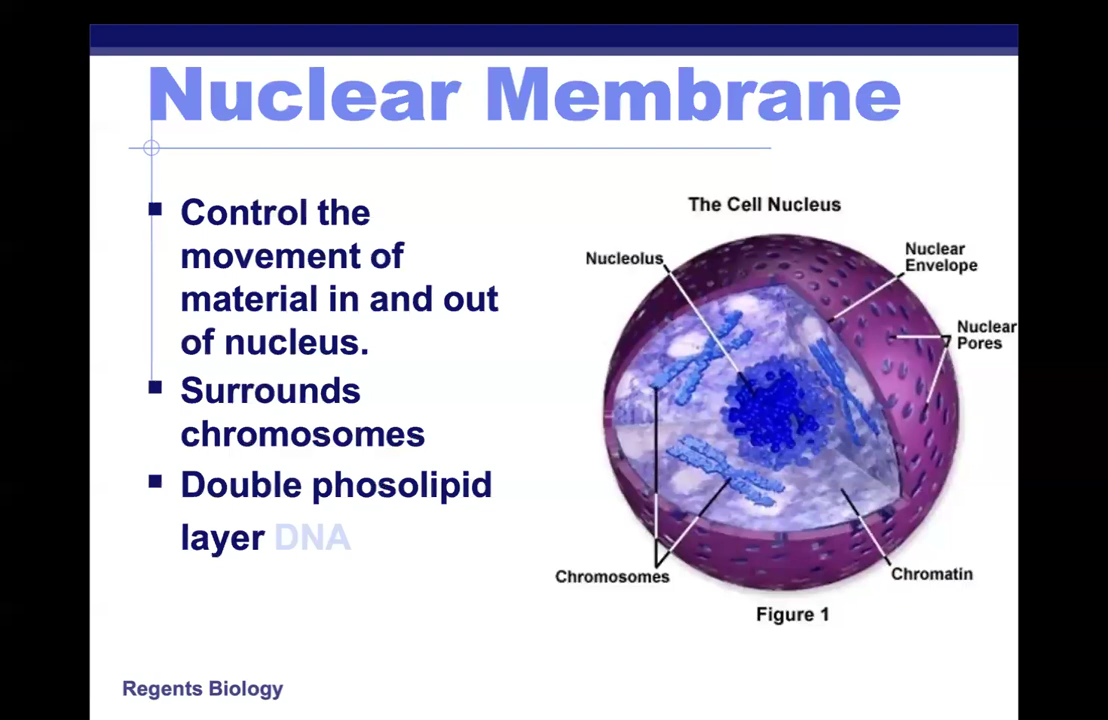 Nuclear Membrane
Control the
movement of
material in and out
of nucleus.
Surrounds
chromosomes
Double phosolipid
layer DNA
The Cell Nucleus
Nucleolus
Nuclear
Envelope
Nuclear
Pores
Chromosomes
Chromatin
Figure 1
Regents Biology